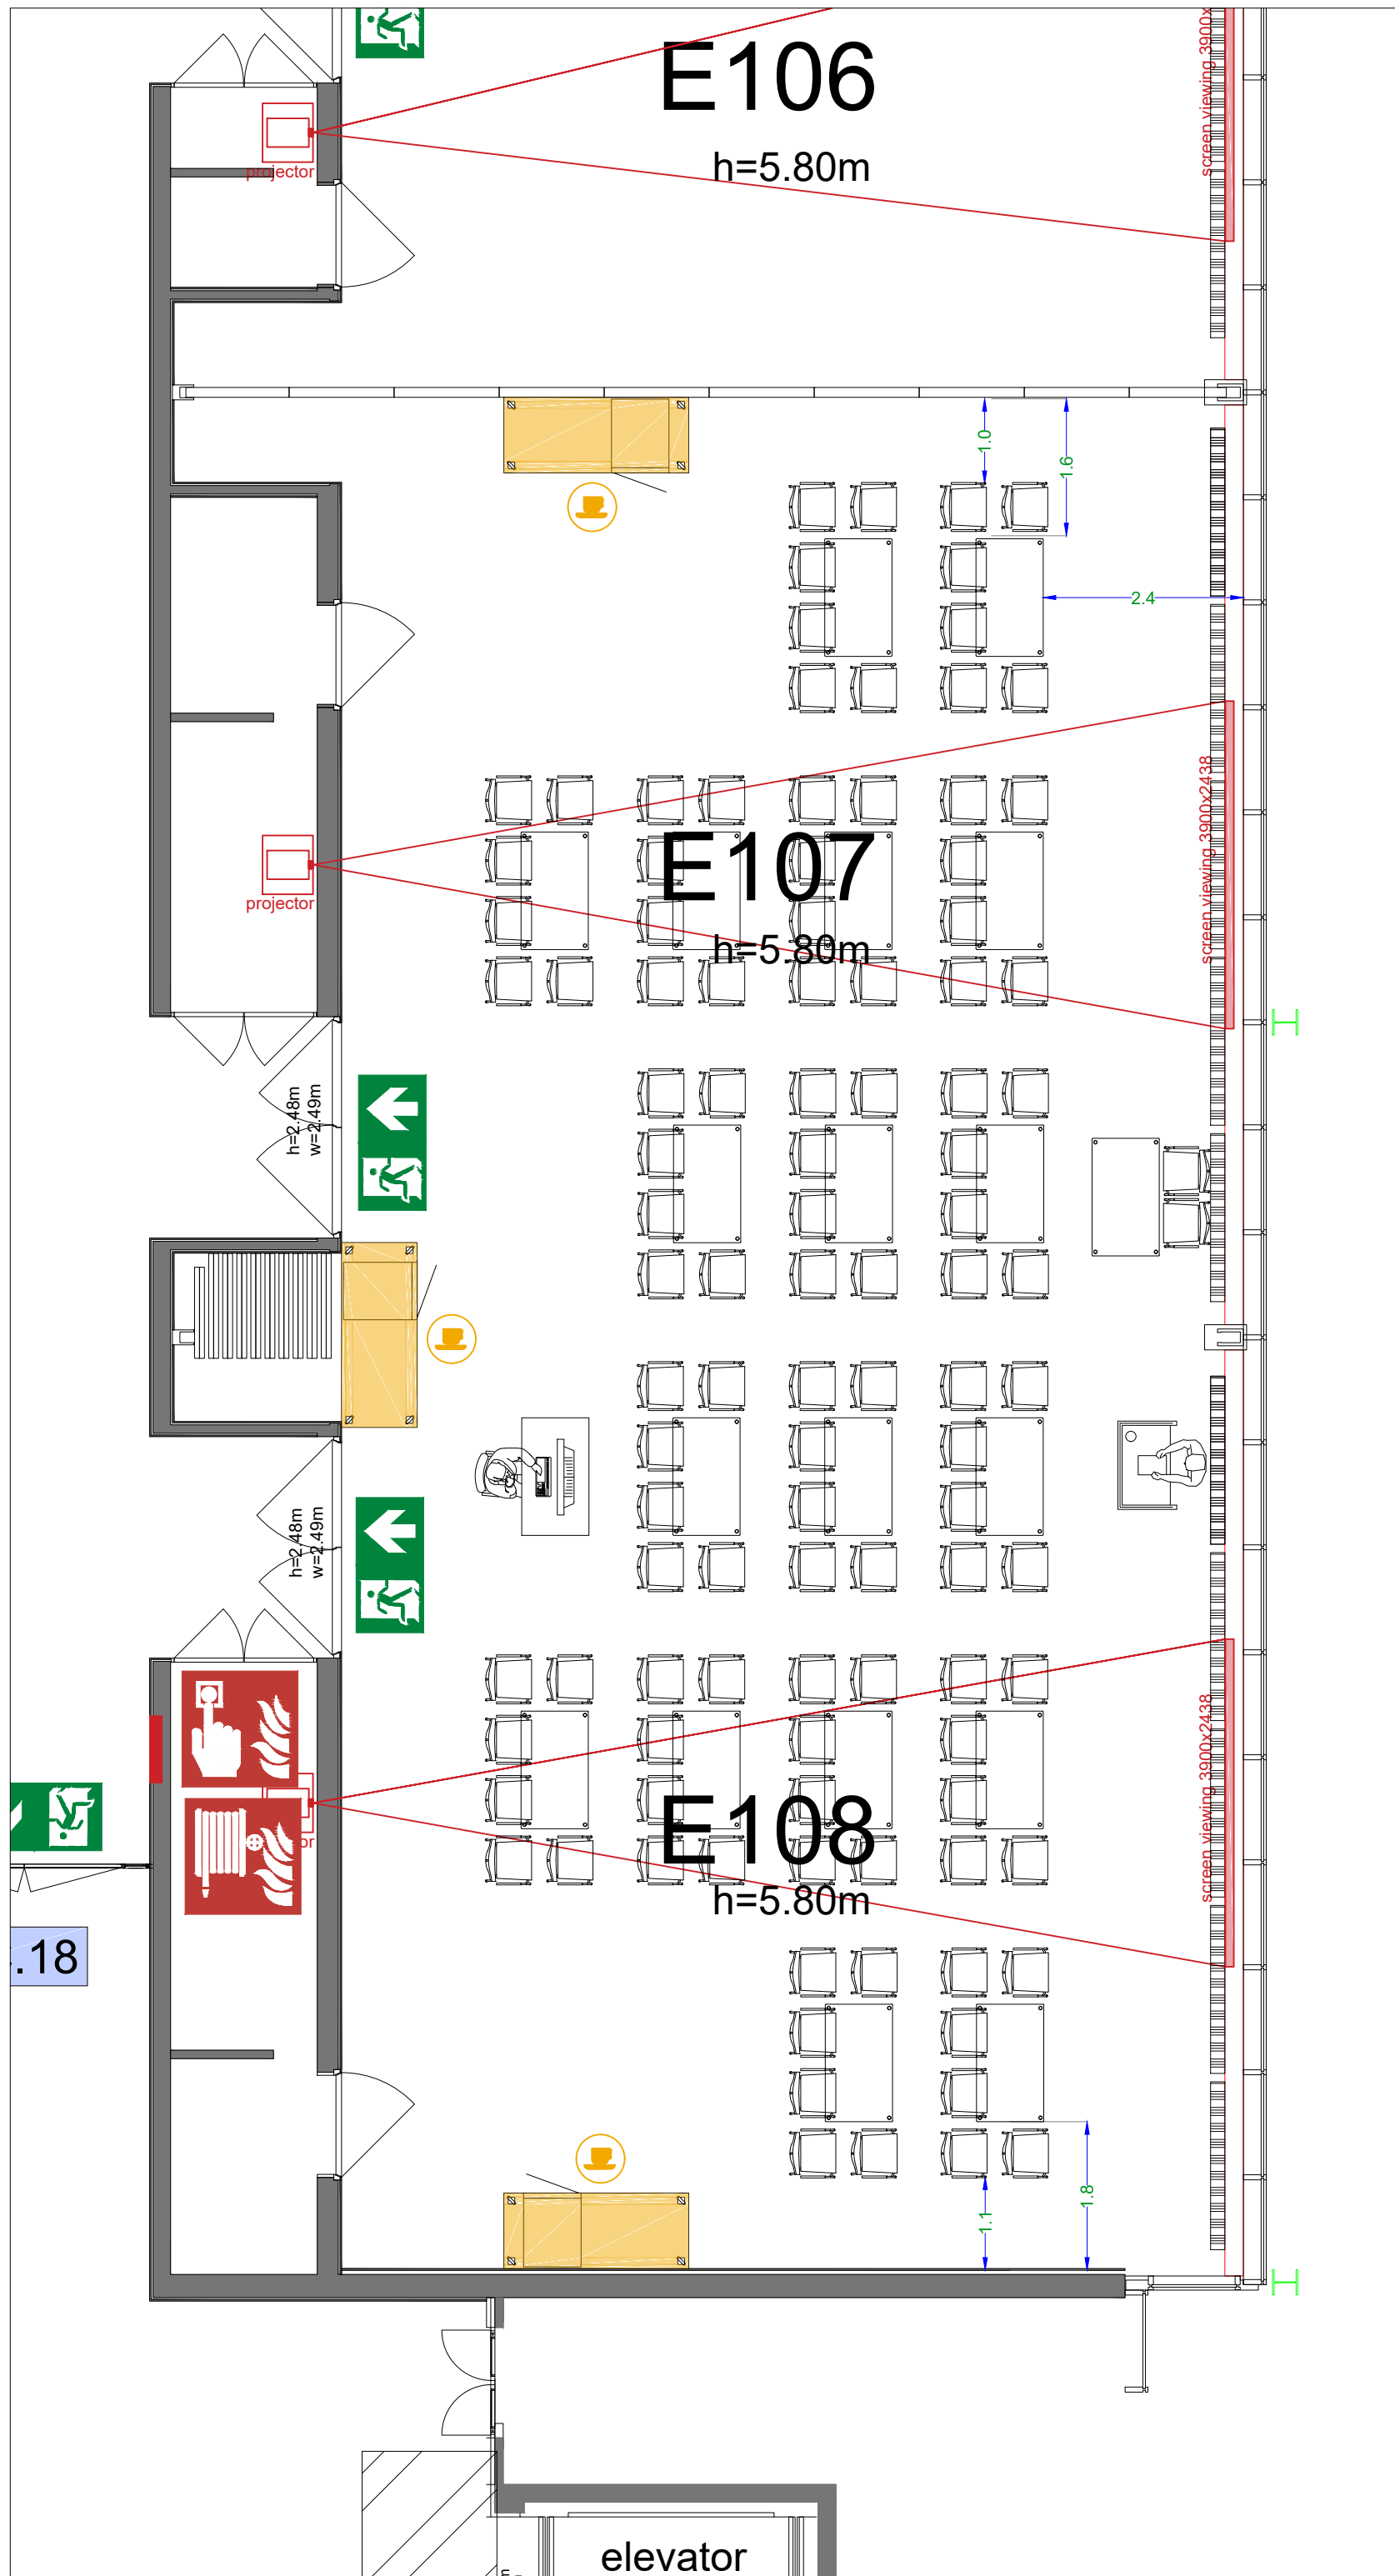 E106
h=5.80m
screen viewing 3900x
projector
1.0
1.6
2.4
E107
h=5.80m
screen viewing 3900x2438
projector
h=2.48m
w=2.49m
h=2.48m
w=2.49m
E108
h=5.80m
screen viewing 3900x2438
.18
1.1
1.8
elevator